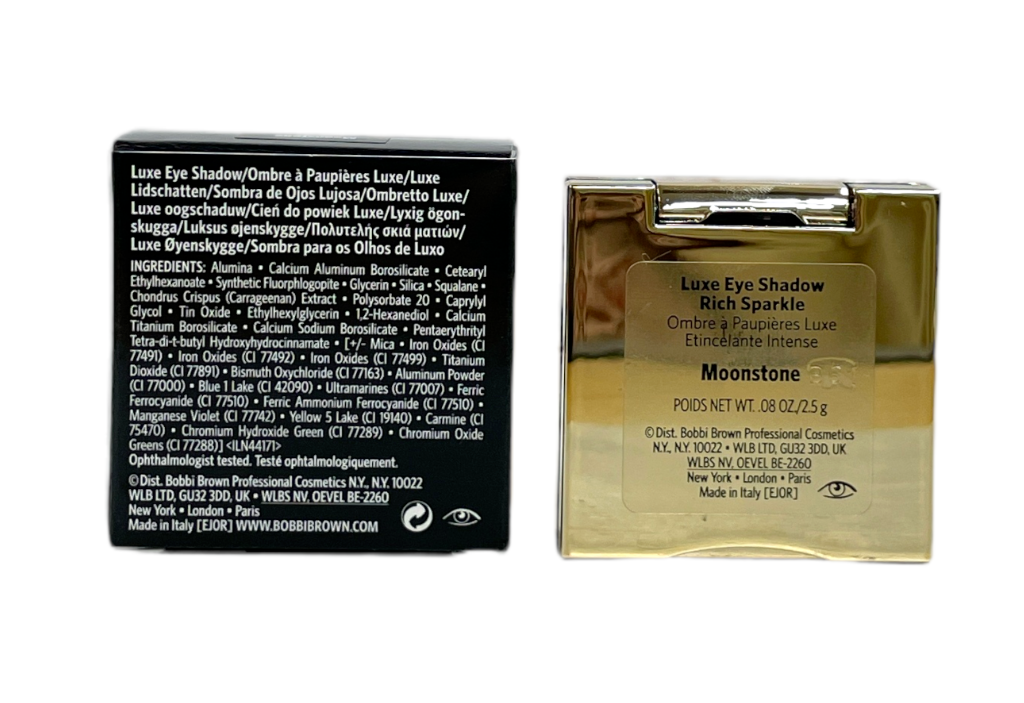 Luxe Eye Shadow/Ombre à Paupières Luxe/Luxe
Lidschatten/Sombra de Ojos Lujosa/Ombretto Luxe/
Luxe oogschaduw/Cień do powiek Luxe/Lyxig ögon-
skugga/Luksus øjenskygge/Πολυτελής σκιά ματιών/
Luxe Øyenskygge/Sombra para os Olhos de Luxo
INGREDIENTS: Alumina • Calcium Aluminum Borosilicate • Cetearyl
Ethylhexanoate • Synthetic Fluorphlogopite • Glycerin • Silica • Squalane •
Chondrus Crispus (Carrageenan) Extract • Polysorbate 20 • Caprylyl
Glycol • Tin Oxide • Ethylhexylglycerin • 1,2-Hexanediol • Calcium
Titanium Borosilicate • Calcium Sodium Borosilicate • Pentaerythrityl
Tetra-di-t-butyl Hydroxyhydrocinnamate • [+/- Mica • Iron Oxides (CI
77491) • Iron Oxides (CI 77492) • Iron Oxides (CI 77499) • Titanium
Dioxide (CI 77891) • Bismuth Oxychloride (CI 77163) • Aluminum Powder
(CI 77000) • Blue 1 Lake (CI 42090) • Ultramarines (CI 77007) • Ferric
Ferrocyanide (CI 77510) • Ferric Ammonium Ferrocyanide (CI 77510) •
Manganese Violet (CI 77742) • Yellow 5 Lake (CI 19140) • Carmine (CI
75470) • Chromium Hydroxide Green (CI 77289) • Chromium Oxide
Greens (CI 77288)] <ILN44171>
Ophthalmologist tested. Testé ophtalmologiquement.
© Dist. Bobbi Brown Professional Cosmetics N.Y., N.Y. 10022
WLB LTD, GU32 3DD, UK • WLBS NV, OEVEL BE-2260
New York • London • Paris
Made in Italy [EJOR] WWW.BOBBIBROWN.COM
Luxe Eye Shadow
Rich Sparkle
Ombre à Paupières Luxe
Etincelante Intense
Moonstone
POIDS NET WT. .08 OZ./2.5 g
© Dist. Bobbi Brown Professional Cosmetics
N.Y., N.Y. 10022 • WLB LTD, GU32 3DD, UK
WLBS NV, OEVEL BE-2260
New York • London • Paris
Made in Italy [EJOR]